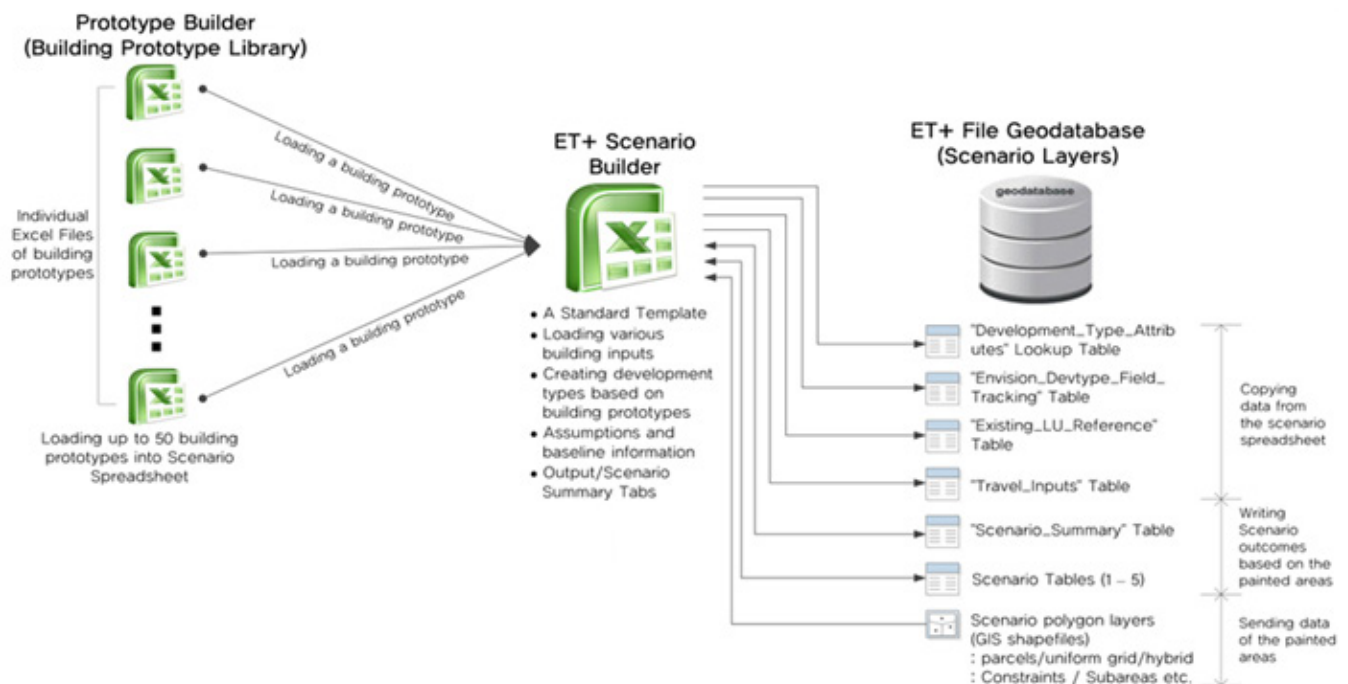 Prototype Builder
(Building Prototype Library)
Individual
Excel Files
of building
prototypes
Loading a building prototype
Loading a building prototype
Loading a building prototype
Loading a building prototype
Loading up to 50 building
prototypes into Scenario
Spreadsheet
ET+ Scenario
Builder
• A Standard Template
• Loading various
building inputs
• Creating development
types based on
building prototypes
• Assumptions and
baseline information
• Output/Scenario
Summary Tabs
ET+ File Geodatabase
(Scenario Layers)
geodatabase
"Development_Type_Attrib
utes" Lookup Table
"Envision_Devtype_Field_
Tracking" Table
"Existing_LU_Reference"
Table
"Travel_Inputs" Table
"Scenario_Summary" Table
Scenario Tables (1 – 5)
Scenario polygon layers
(GIS shapefiles)
: parcels/uniform grid/hybrid
: Constraints / Subareas etc.
Copying
data from
the scenario
spreadsheet
Writing
Scenario
outcomes
based on the
painted areas
Sending data
of the painted
areas